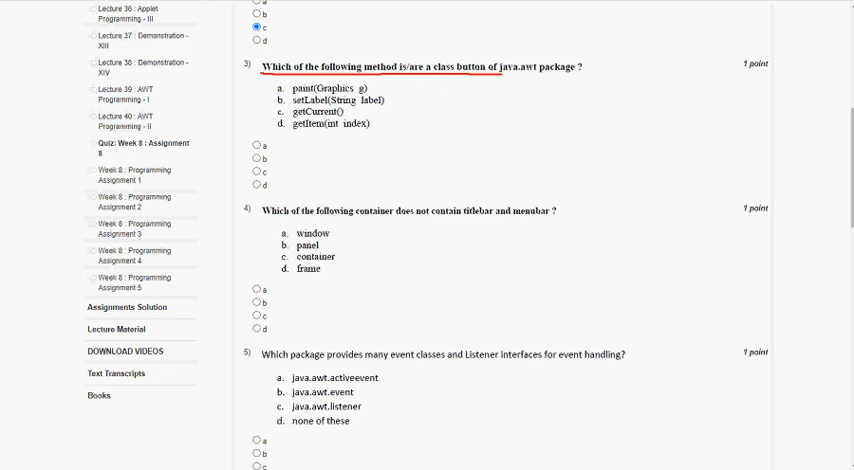 Lecture 36 : Applet
Programming - III
Lecture 37 : Demonstration -
XIII
Lecture 38 : Demonstration -
XIV
Lecture 39 : AWT
Programming - I
Lecture 40 : AWT
Programming - II
Quiz: Week 8 : Assignment
8
Week 8 : Programming
Assignment 1
Week 8 : Programming
Assignment 2
Week 8 : Programming
Assignment 3
Week 8 : Programming
Assignment 4
Week 8 : Programming
Assignment 5
Assignments Solution
Lecture Material
DOWNLOAD VIDEOS
Text Transcripts
Books
b
c
d
3) Which of the following method is/are a class button of java.awt package ? 1 point
a. paint(Graphics g)
b. setLabel(String label)
c. getCurrent()
d. getItem(int index)
a
b
c
d
4) Which of the following container does not contain titlebar and menubar ? 1 point
a. window
b. panel
c. container
d. frame
a
b
c
d
5) Which package provides many event classes and Listener interfaces for event handling? 1 point
a. java.awt.activeevent
b. java.awt.event
c. java.awt.listener
d. none of these
a
b
c